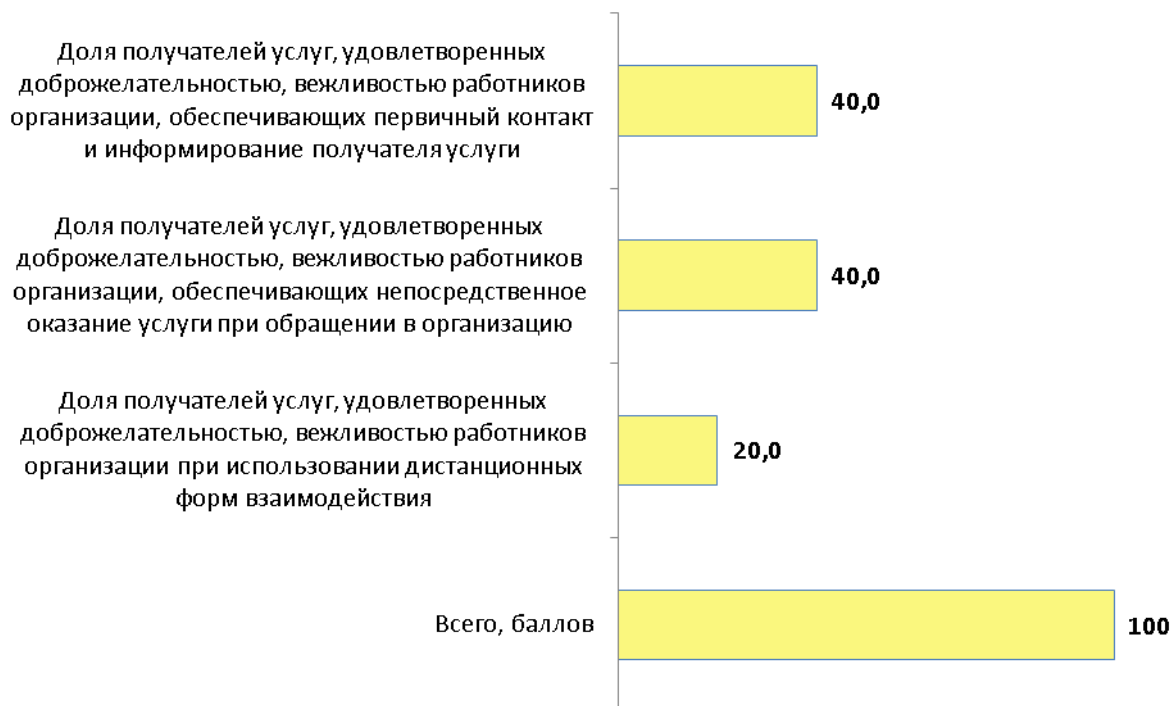 Доля получателей услуг, удовлетворенных
доброжелательностью, вежливостью работников
организации, обеспечивающих первичный контакт
и информирование получателя услуги
40,0
Доля получателей услуг, удовлетворенных
доброжелательностью, вежливостью работников
организации, обеспечивающих непосредственное
оказание услуги при обращении в организацию
40,0
Доля получателей услуг, удовлетворенных
доброжелательностью, вежливостью работников
организации при использовании дистанционных
форм взаимодействия
20,0
Всего, баллов
100